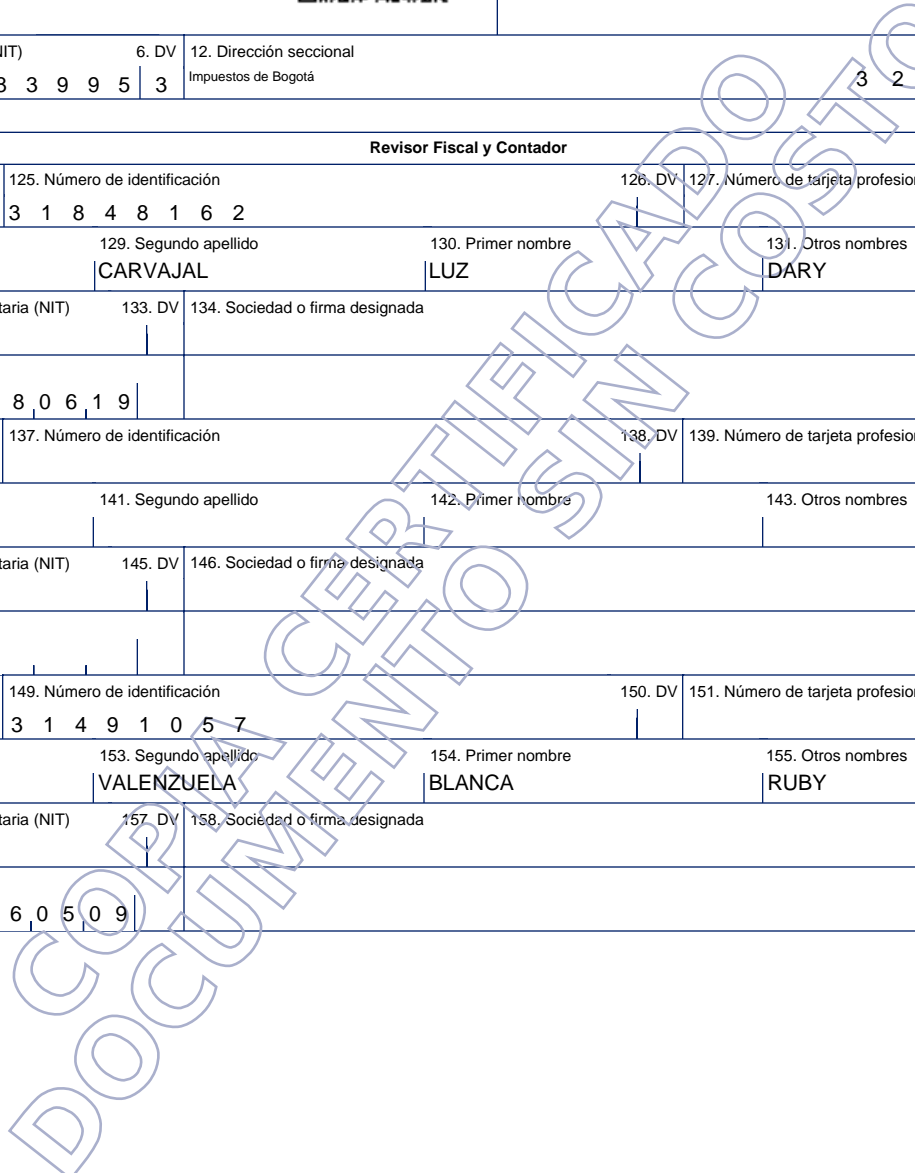 NIT) 6. DV 12. Dirección seccional
3 9 9 5 3 Impuestos de Bogotá 3 2
Revisor Fiscal y Contador
125. Número de identificación 126. DV 127. Número de tarjeta profesion
3 1 8 4 8 1 6 2
129. Segundo apellido 130. Primer nombre 131. Otros nombres
CARVAJAL LUZ DARY
taria (NIT) 133. DV 134. Sociedad o firma designada
8 0 6 1 9
137. Número de identificación 138. DV 139. Número de tarjeta profesion
141. Segundo apellido 142. Primer nombre 143. Otros nombres
taria (NIT) 145. DV 146. Sociedad o firma designada
149. Número de identificación 150. DV 151. Número de tarjeta profesion
3 1 4 9 1 0 5 7
153. Segundo apellido 154. Primer nombre 155. Otros nombres
VALENZUELA BLANCA RUBY
taria (NIT) 157. DV 158. Sociedad o firma designada
6 0 5 0 9
COPIA CERTIFICADO
DOCUMENTO SIN COSTO